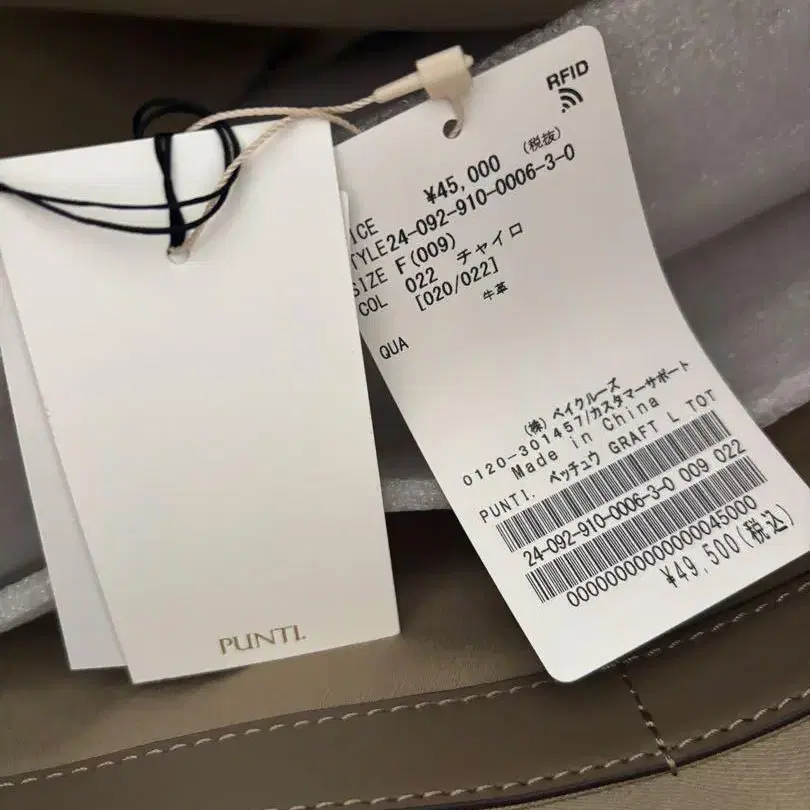 PUNTI.
RFID
ICE ¥45,000 (税抜)
TYLE 24-092-910-0006-3-0
SIZE F(009)
COL 022 チャイロ
[020/022]
QUA 牛革
(株) ベイクルーズ
0120-301457/カスタマーサポート
Made in China
PUNTI. ペッチュウ GRAFT L TOT
24-092-910-0006-3-0 009 022
0000000000000045000
¥49,500(税込)